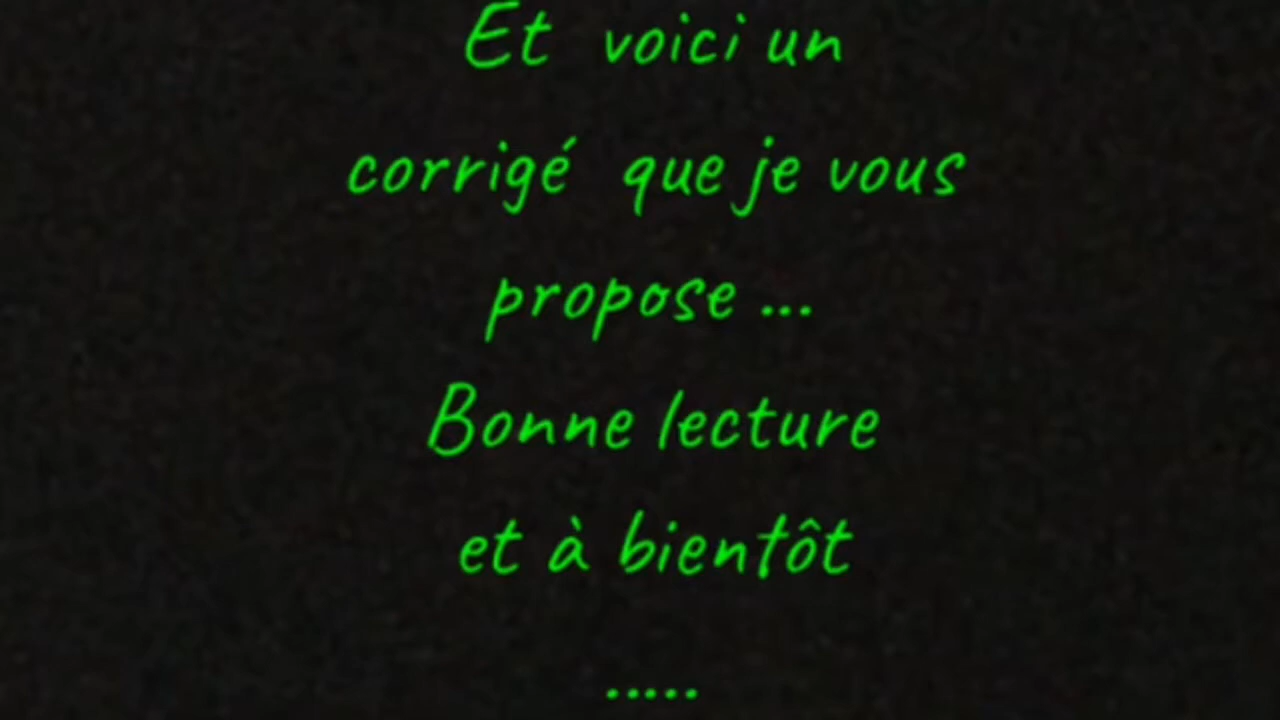 Et voici un
corrigé que je vous
propose ...
Bonne lecture
et à bientôt
.....